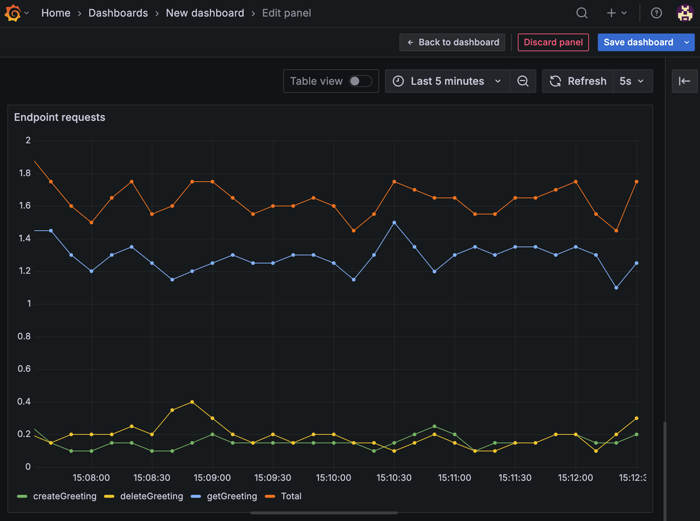 Home > Dashboards > New dashboard > Edit panel
Back to dashboard Discard panel Save dashboard
Table view Last 5 minutes Refresh 5s
Endpoint requests
2
1.8
1.6
1.4
1.2
1
0.8
0.6
0.4
0.2
0
15:08:00 15:08:30 15:09:00 15:09:30 15:10:00 15:10:30 15:11:00 15:11:30 15:12:00 15:12:3
createGreeting deleteGreeting getGreeting Total